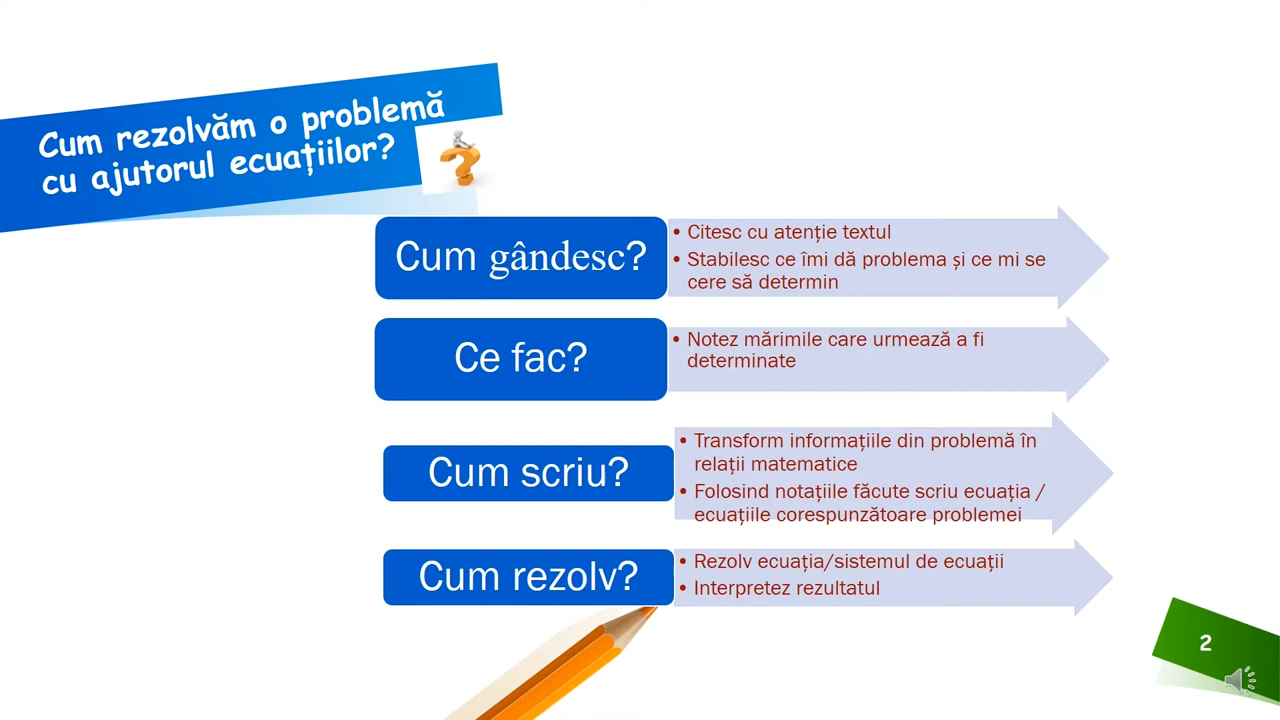 Cum rezolvăm o problemă
cu ajutorul ecuațiilor?
Cum gândesc?
• Citesc cu atenție textul
• Stabilesc ce îmi dă problema și ce mi se
cere să determin
Ce fac?
• Notez mărimile care urmează a fi
determinate
Cum scriu?
• Transform informațiile din problemă în
relații matematice
• Folosind notațiile făcute scriu ecuația /
ecuațiile corespunzătoare problemei
Cum rezolv?
• Rezolv ecuația/sistemul de ecuații
• Interpretez rezultatul
2